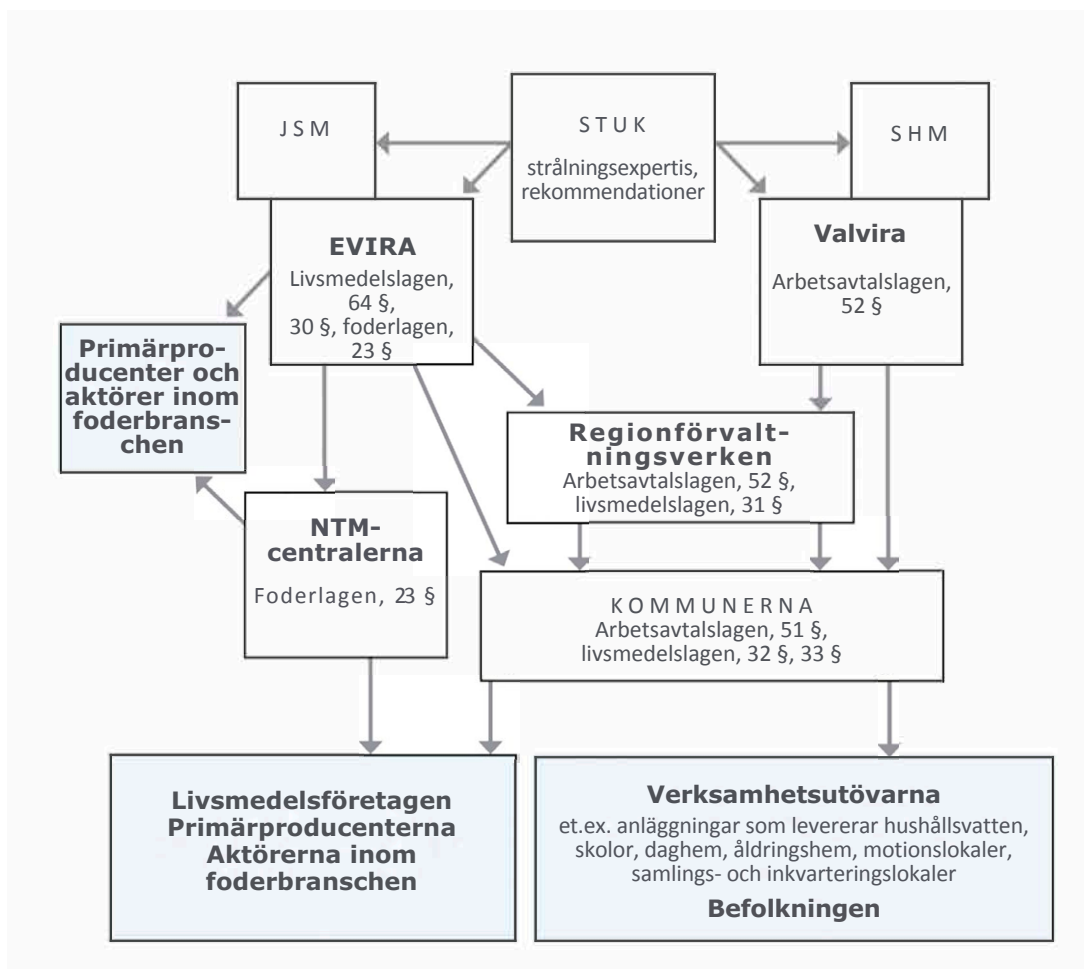 JSM
STUK
strålningsexpertis,
rekommendationer
SHM
EVIRA
Livsmedelslagen,
64 §,
30 §, foderlagen,
23 §
Valvira
Arbetsavtalslagen,
52 §
Primärpro-
ducenter och
aktörer inom
foderbrans-
chen
Regionförvalt-
ningsverken
Arbetsavtalslagen, 52 §,
livsmedelslagen, 31 §
NTM-
centralerna
Foderlagen, 23 §
KOMMUNERNA
Arbetsavtalslagen, 51 §,
livsmedelslagen, 32 §, 33 §
Livsmedelsföretagen
Primärproducenterna
Aktörerna inom
foderbranschen
Verksamhetsutövarna
et.ex. anläggningar som levererar hushållsvatten,
skolor, daghem, åldringshem, motionslokaler,
samlings- och inkvarteringslokaler
Befolkningen